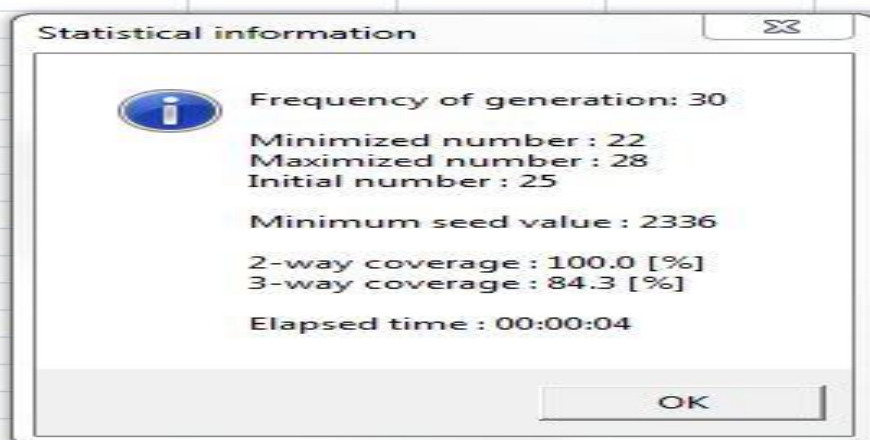 Statistical information
Frequency of generation: 30
Minimized number : 22
Maximized number : 28
Initial number : 25
Minimum seed value : 2336
2-way coverage : 100.0 [%]
3-way coverage : 84.3 [%]
Elapsed time : 00:00:04
OK